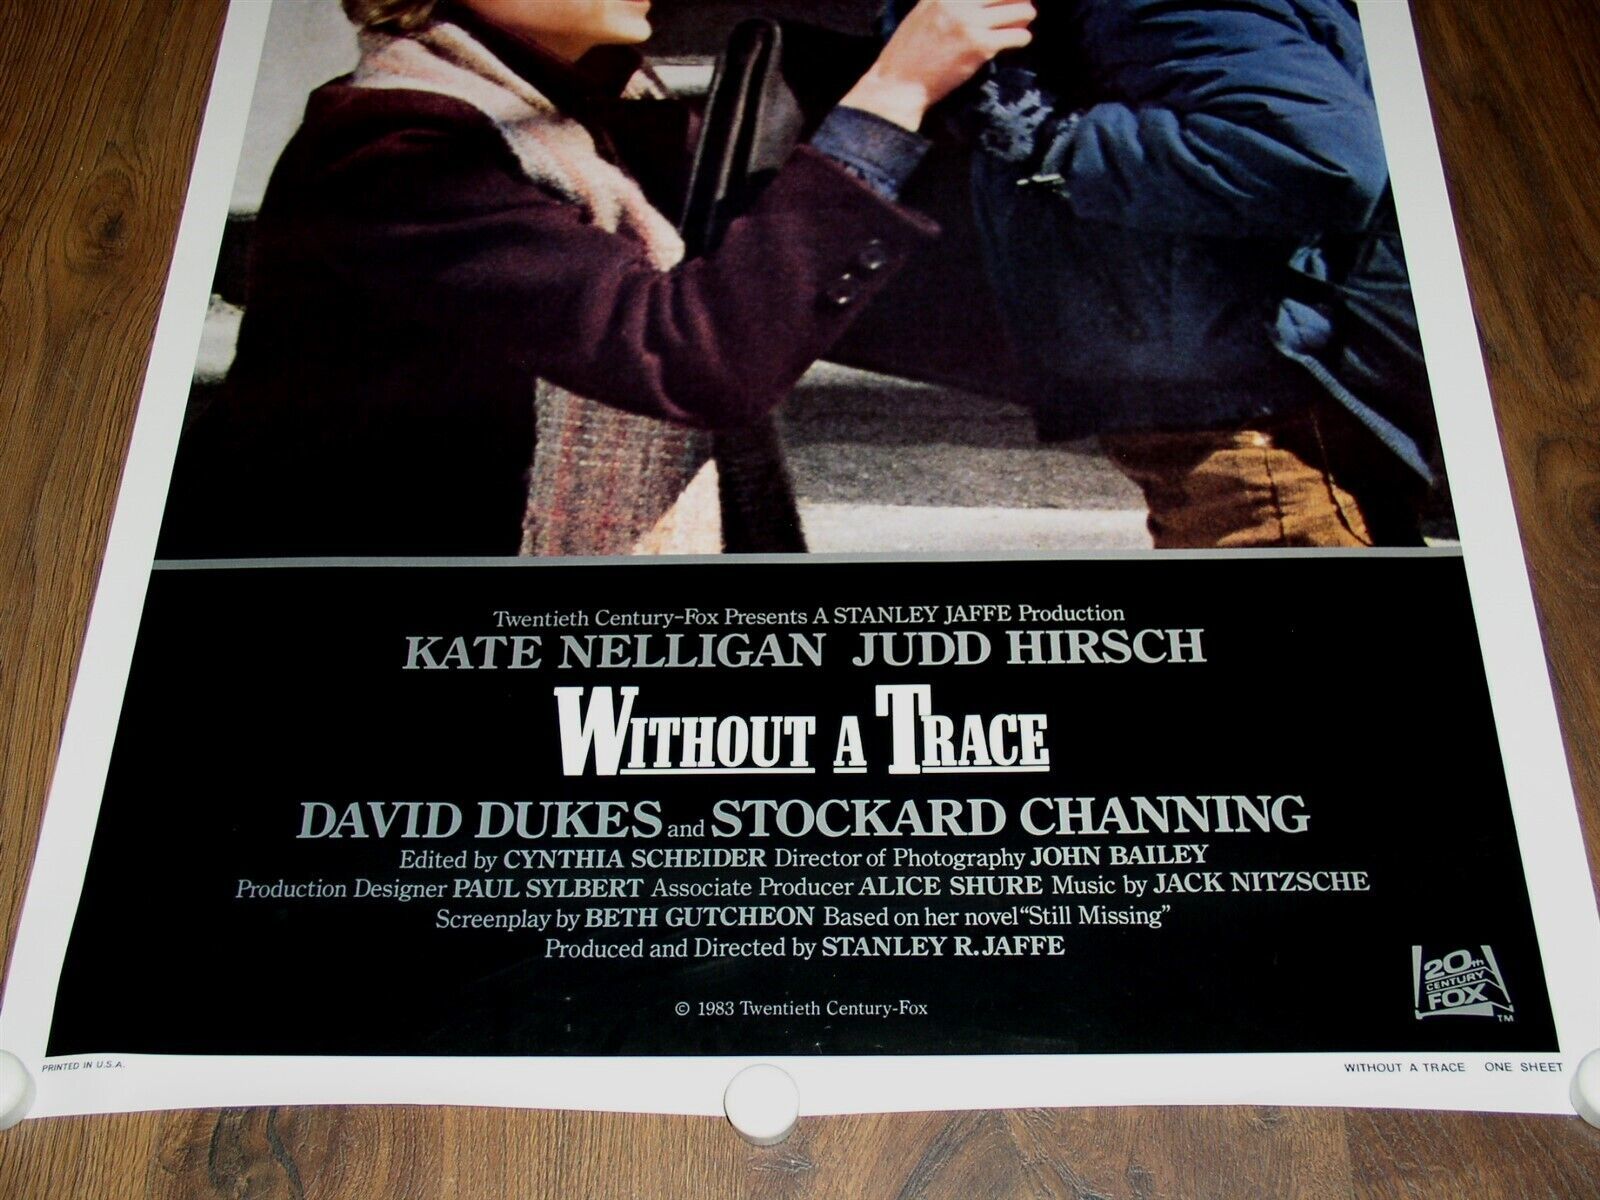 Twentieth Century-Fox Presents A STANLEY JAFFE Production
KATE NELLIGAN JUDD HIRSCH
WITHOUT A TRACE
DAVID DUKES and STOCKARD CHANNING
Edited by CYNTHIA SCHEIDER Director of Photography JOHN BAILEY
Production Designer PAUL SYLBERT Associate Producer ALICE SHURE Music by JACK NITZSCHE
Screenplay by BETH GUTCHEON Based on her novel "Still Missing"
Produced and Directed by STANLEY R. JAFFE
© 1983 Twentieth Century-Fox
20th
CENTURY
FOX
TM
PRINTED IN U.S.A.
WITHOUT A TRACE ONE SHEET